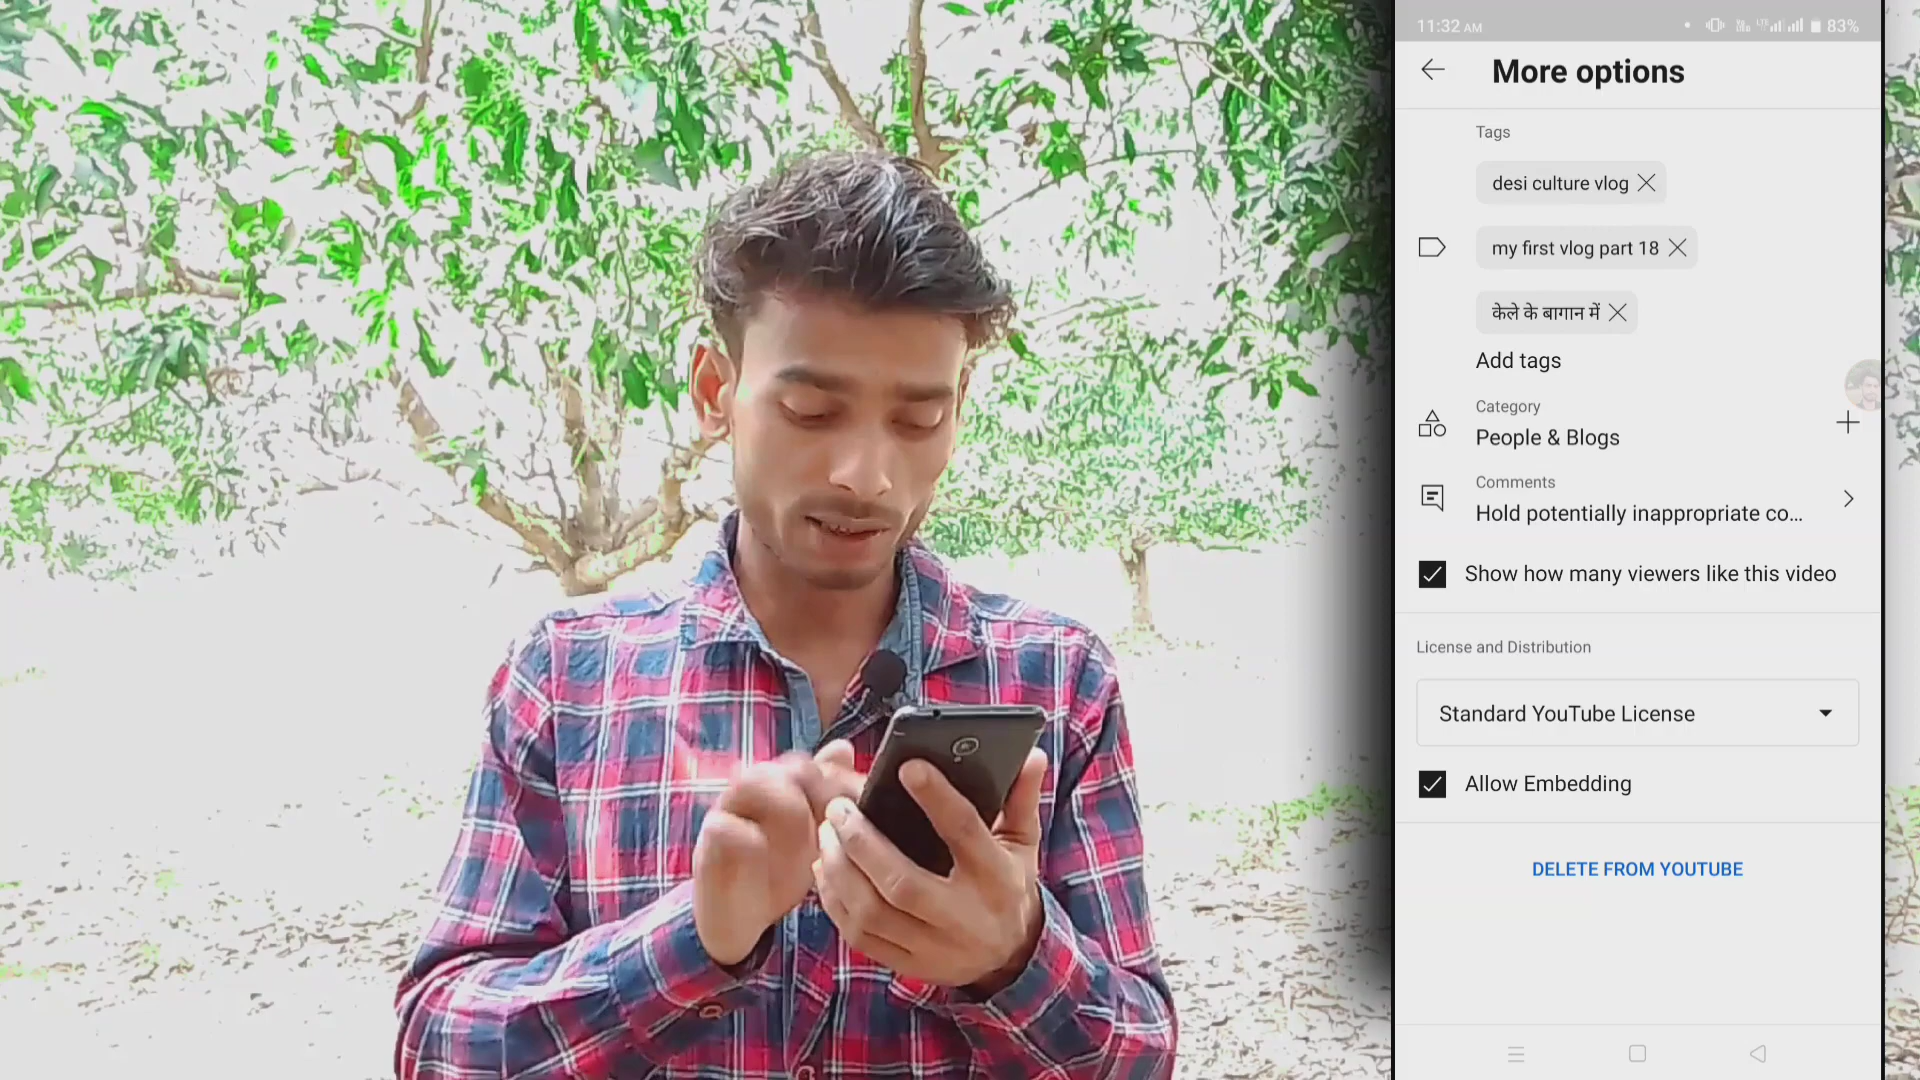 11:32 AM
83%
More options
Tags
desi culture vlog
my first vlog part 18
केले के बागान में
Add tags
Category
People & Blogs
Comments
Hold potentially inappropriate co...
Show how many viewers like this video
License and Distribution
Standard YouTube License
Allow Embedding
DELETE FROM YOUTUBE